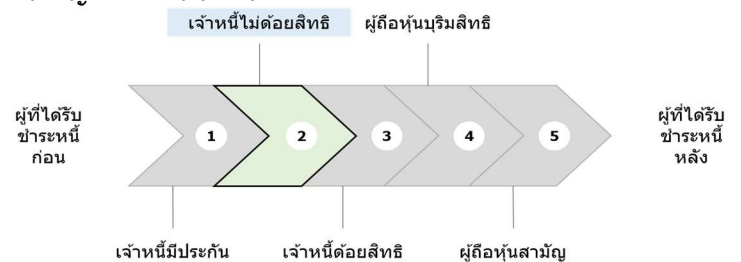 เจ้าหนี้ไม่ด้อยสิทธิ
ผู้ถือหุ้นบุริมสิทธิ
ผู้ที่ได้รับ
ชำระหนี้
ก่อน
1
2
3
4
5
ผู้ที่ได้รับ
ชำระหนี้
หลัง
เจ้าหนี้มีประกัน
เจ้าหนี้ด้อยสิทธิ
ผู้ถือหุ้นสามัญ